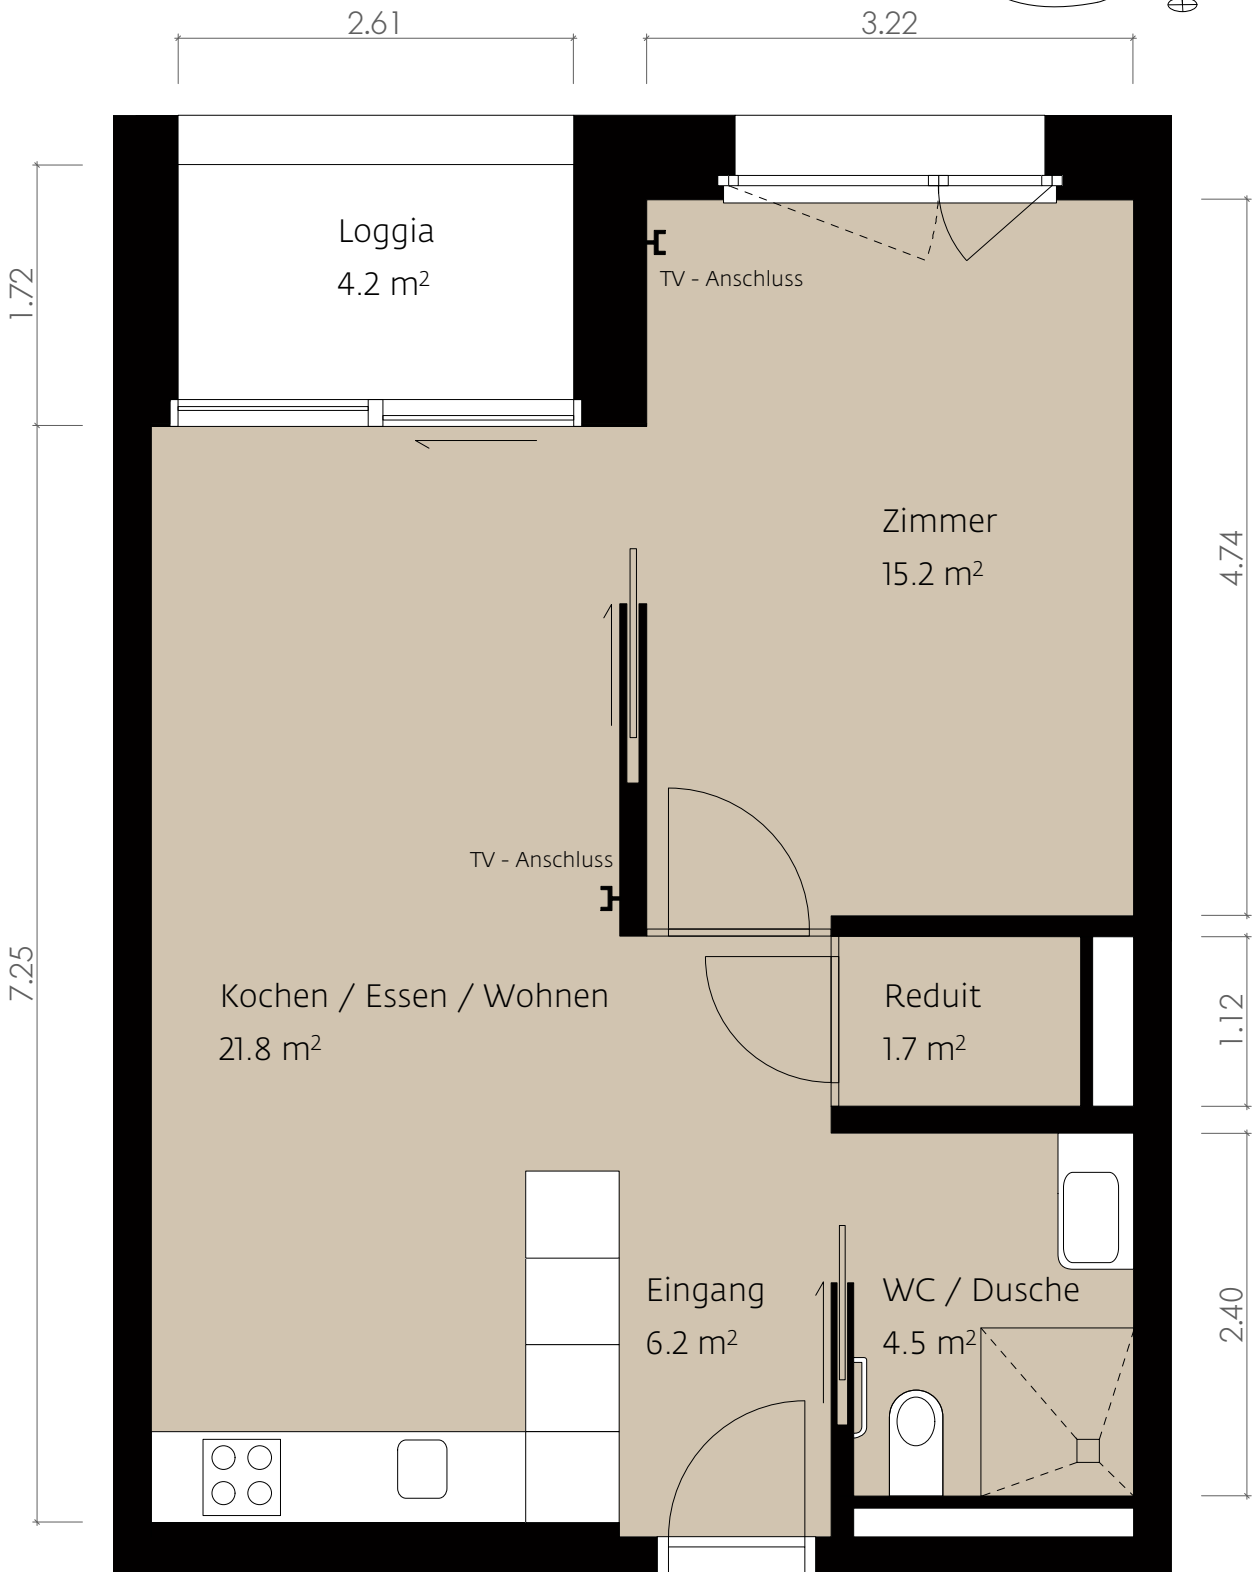 2.61
3.22
Loggia
4.2 m²
TV - Anschluss
1.72
Zimmer
15.2 m²
4.74
TV - Anschluss
7.25
Kochen / Essen / Wohnen
21.8 m²
Reduit
1.7 m²
1.12
Eingang
6.2 m²
WC / Dusche
4.5 m²
2.40